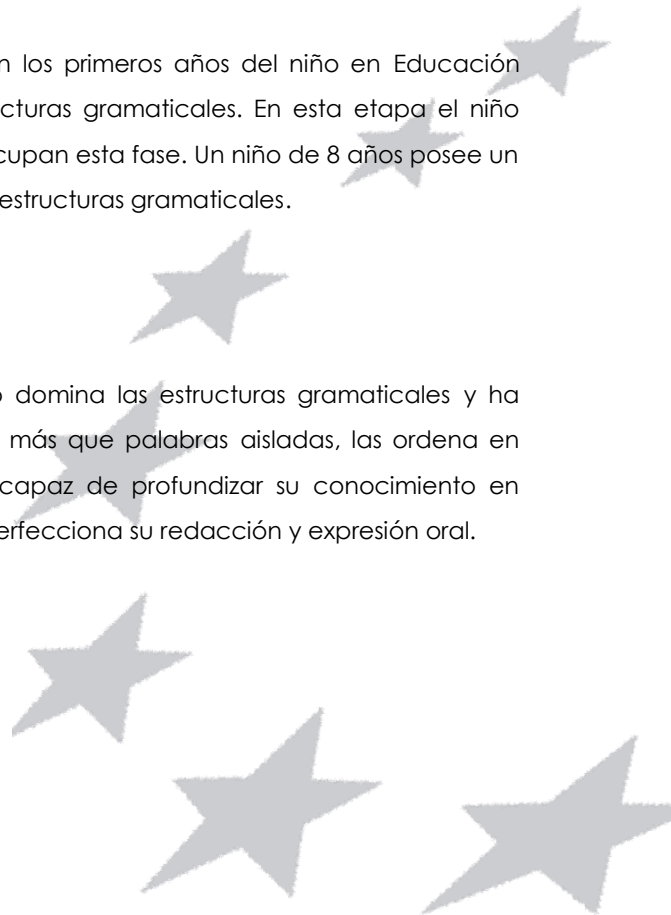 n los primeros años del niño en Educación
cturas gramaticales. En esta etapa el niño
cupan esta fase. Un niño de 8 años posee un
estructuras gramaticales.
o domina las estructuras gramaticales y ha
más que palabras aisladas, las ordena en
capaz de profundizar su conocimiento en
erfecciona su redacción y expresión oral.